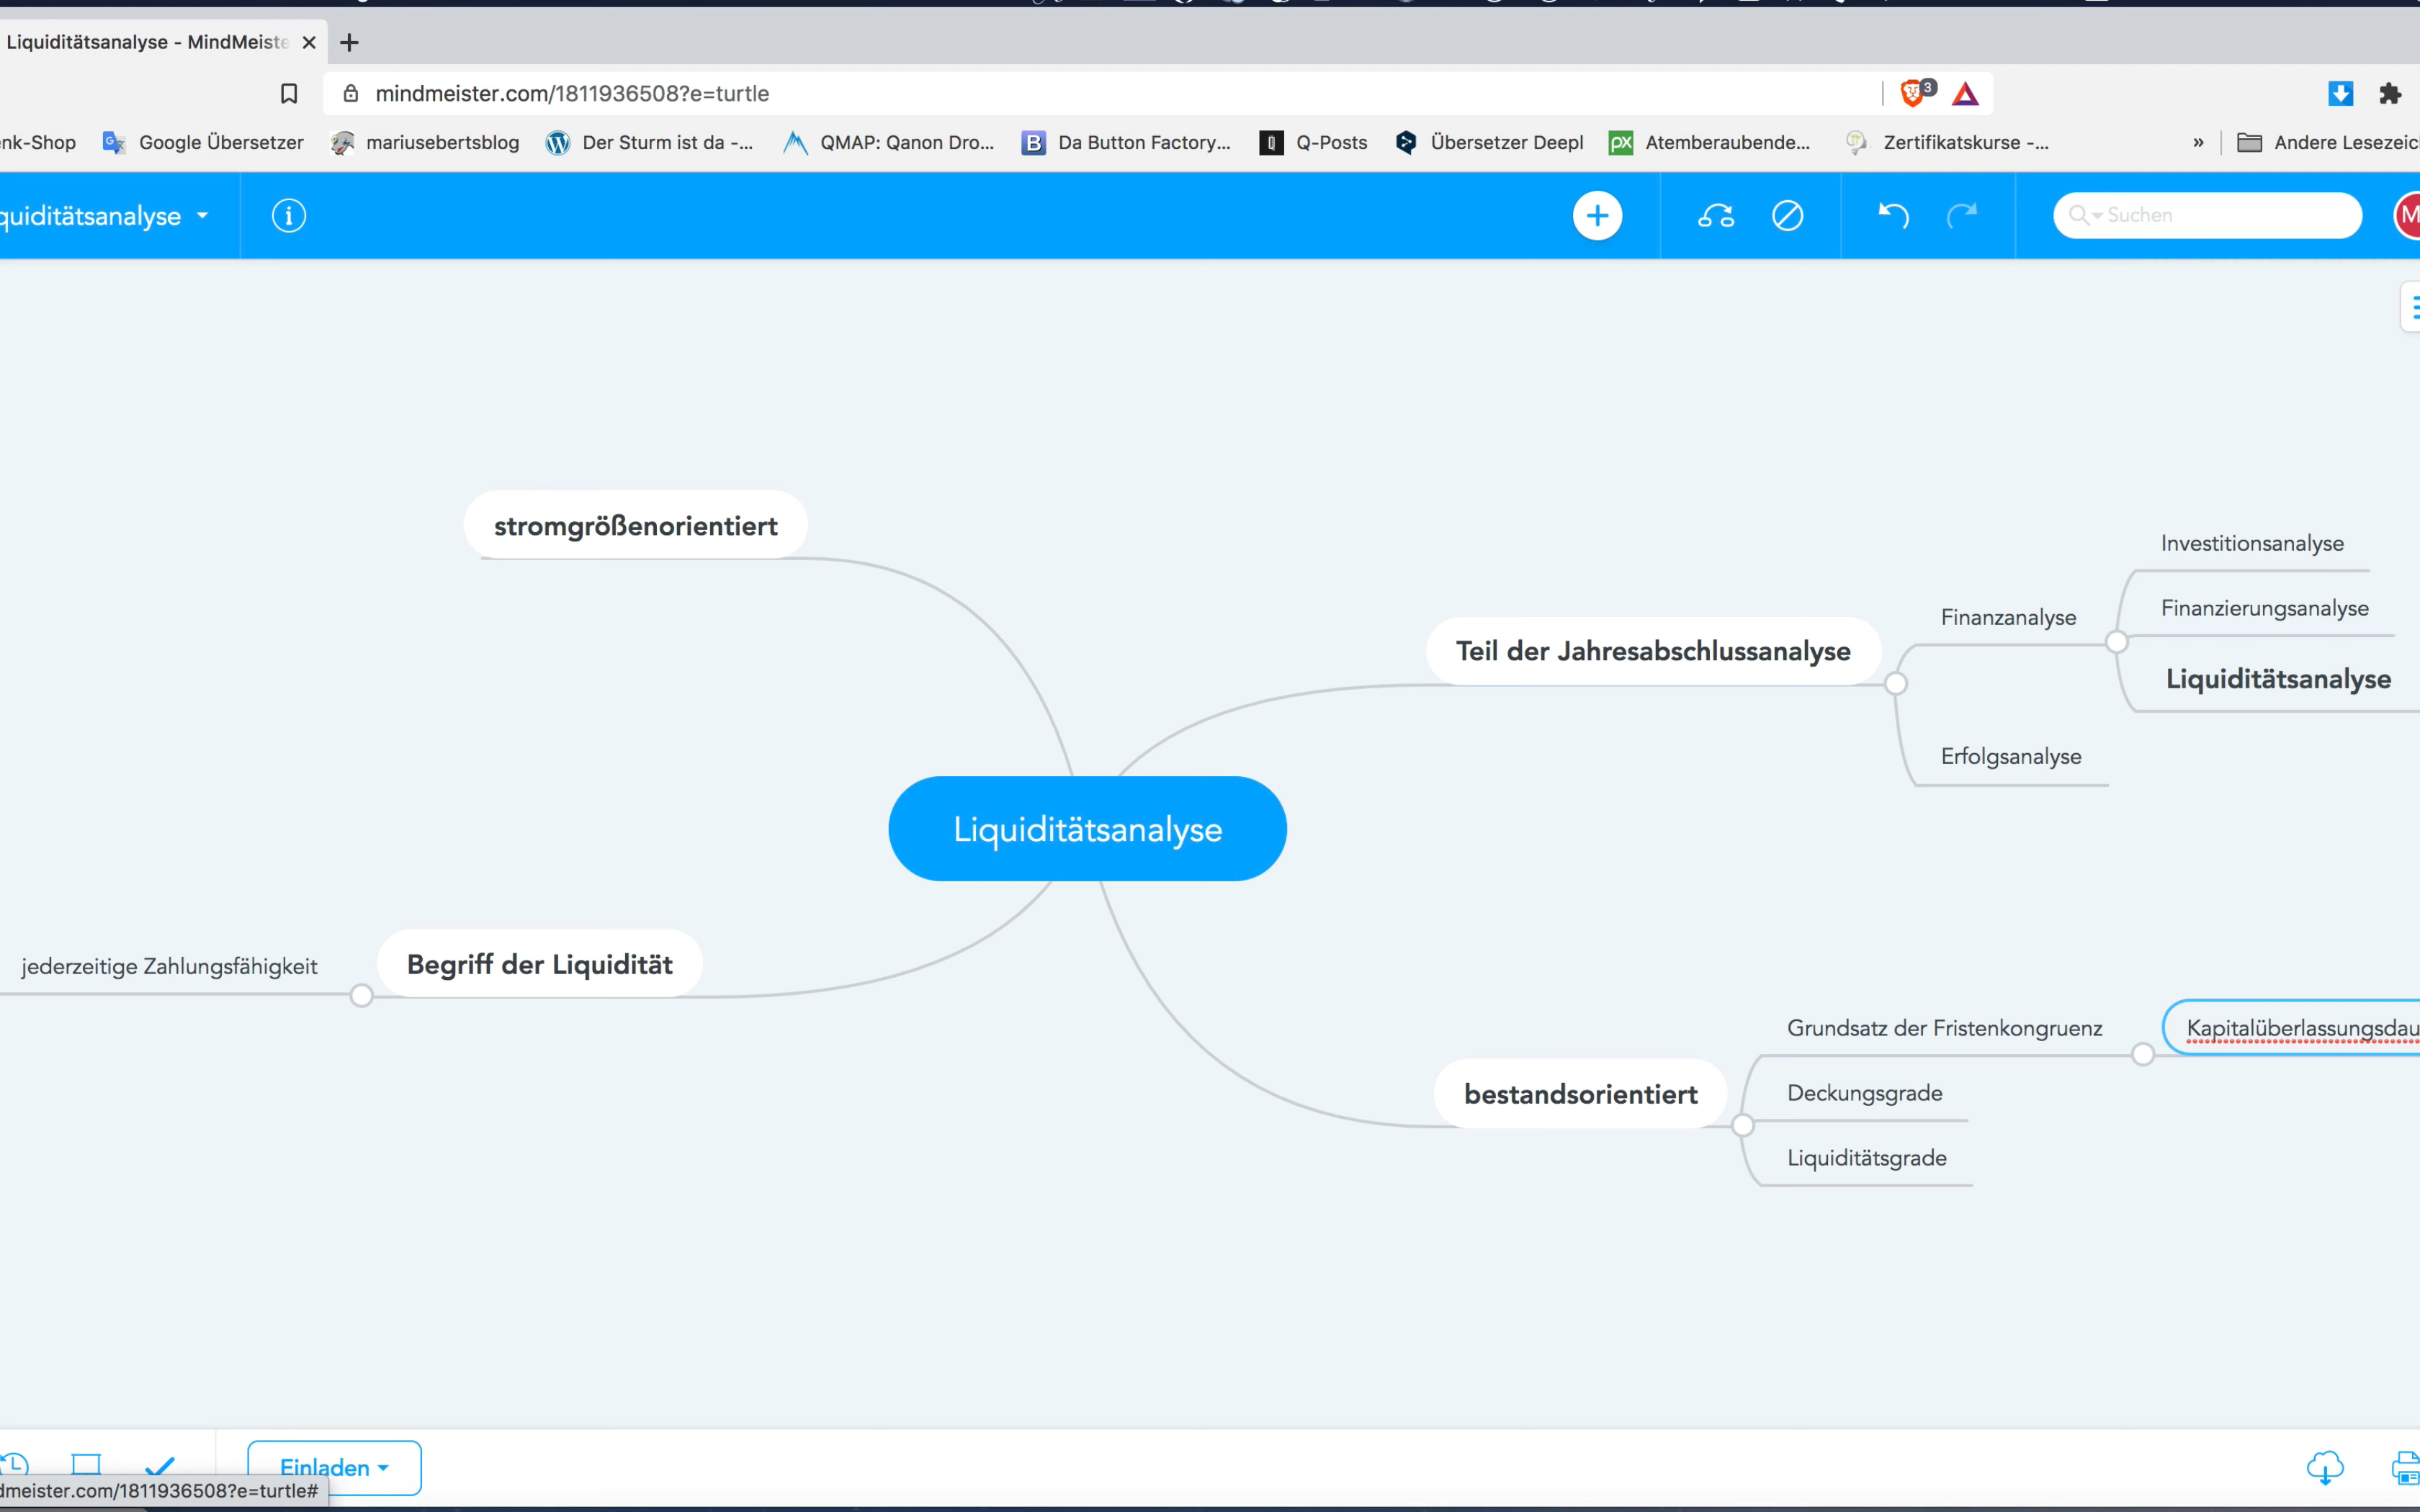 Liquiditätsanalyse - MindMeiste
mindmeister.com/1811936508?e=turtle
3
nk-Shop
Google Übersetzer
mariusebertsblog
Der Sturm ist da -...
QMAP: Qanon Dro...
B Da Button Factory...
Q-Posts
Übersetzer Deepl
px Atemberaubende...
Zertifikatskurse -...
» Andere Lesezeic
quiditätsanalyse
Suchen
M
stromgrößenorientiert
Investitionsanalyse
Finanzierungsanalyse
Finanzanalyse
Teil der Jahresabschlussanalyse
Liquiditätsanalyse
Erfolgsanalyse
Liquiditätsanalyse
jederzeitige Zahlungsfähigkeit
Begriff der Liquidität
Grundsatz der Fristenkongruenz
Kapitalüberlassungsdau
bestandsorientiert
Deckungsgrade
Liquiditätsgrade
Einladen
dmeister.com/1811936508?e=turtle#